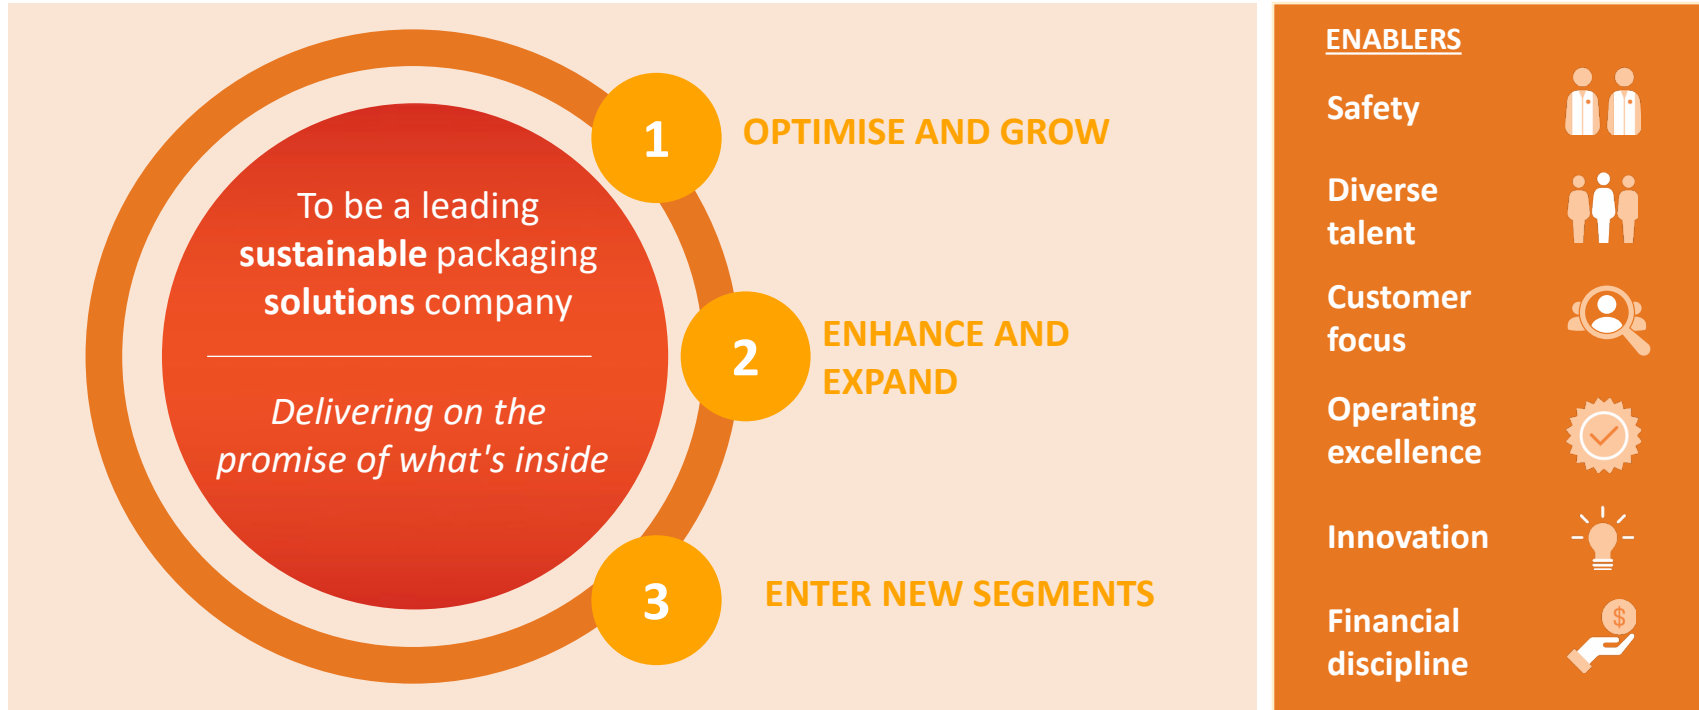 To be a leading
sustainable packaging
solutions company
Delivering on the
promise of what's inside
1
OPTIMISE AND GROW
2
ENHANCE AND
EXPAND
3
ENTER NEW SEGMENTS
ENABLERS
Safety
Diverse
talent
Customer
focus
Operating
excellence
Innovation
Financial
discipline
$